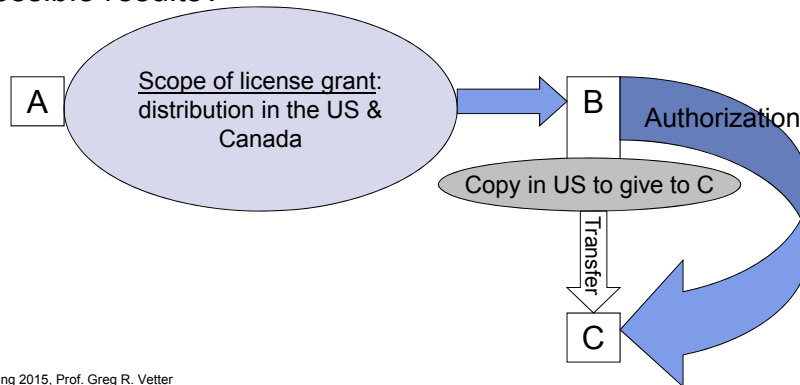 A
Scope of license grant:
distribution in the US &
Canada
B
Authorization
Copy in US to give to C
Transfer
C
2015, Prof. Greg R. Vetter